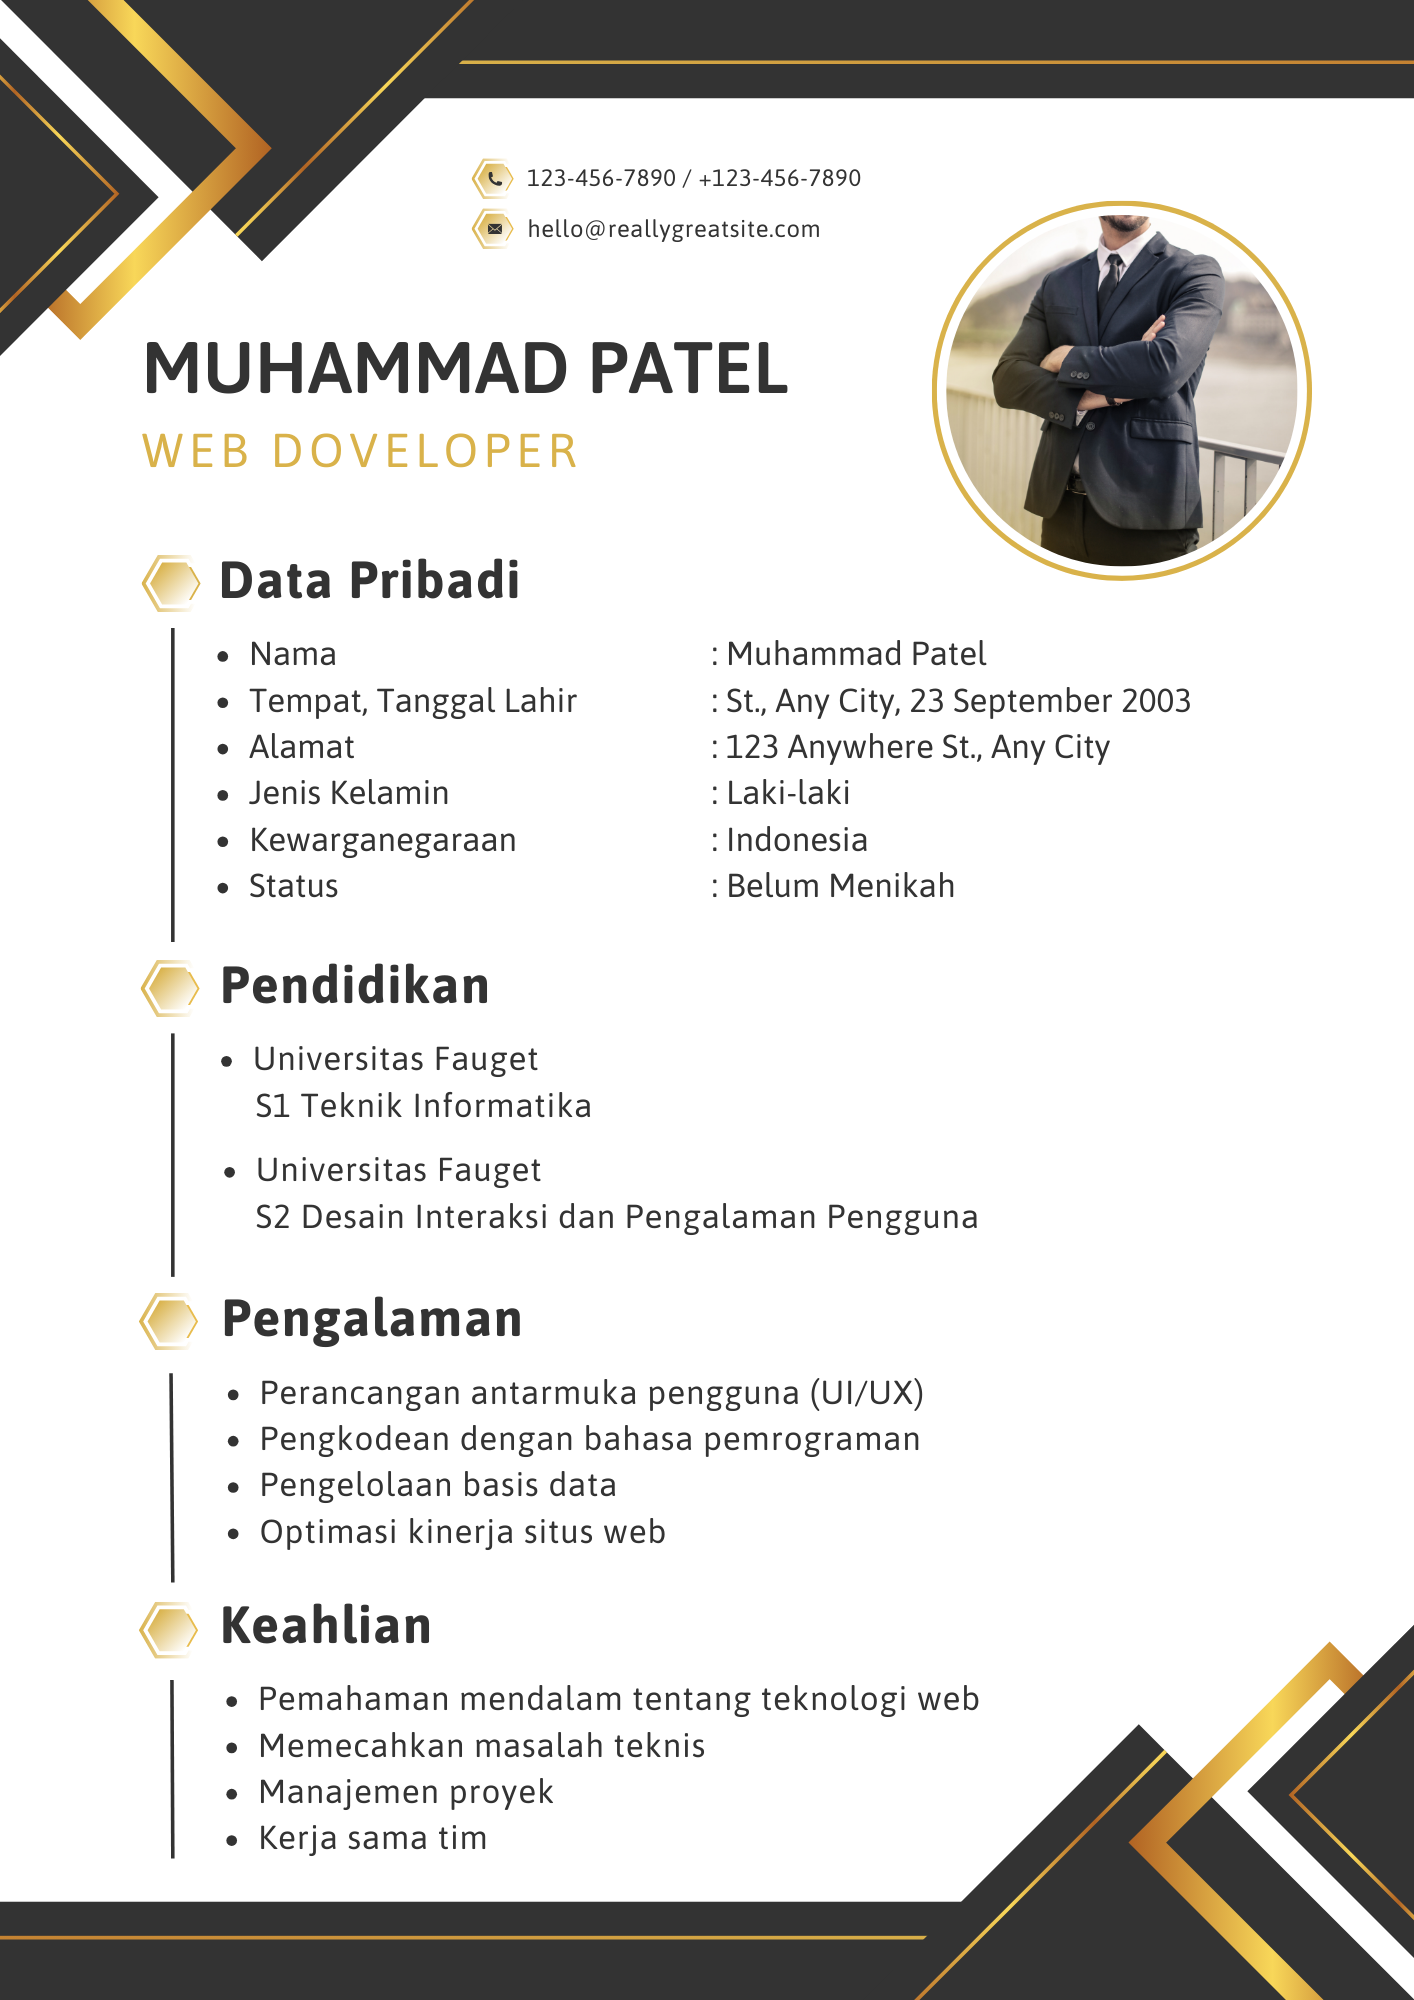 123-456-7890 / +123-456-7890
hello@reallygreatsite.com
MUHAMMAD PATEL
WEB DOVELOPER
Data Pribadi
• Nama : Muhammad Patel
• Tempat, Tanggal Lahir : St., Any City, 23 September 2003
• Alamat : 123 Anywhere St., Any City
• Jenis Kelamin : Laki-laki
• Kewarganegaraan : Indonesia
• Status : Belum Menikah
Pendidikan
• Universitas Fauget
S1 Teknik Informatika
• Universitas Fauget
S2 Desain Interaksi dan Pengalaman Pengguna
Pengalaman
• Perancangan antarmuka pengguna (UI/UX)
• Pengkodean dengan bahasa pemrograman
• Pengelolaan basis data
• Optimasi kinerja situs web
Keahlian
• Pemahaman mendalam tentang teknologi web
• Memecahkan masalah teknis
• Manajemen proyek
• Kerja sama tim